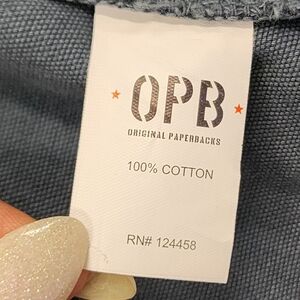 OPB
ORIGINAL PAPERBACKS
100% COTTON
RN# 124458